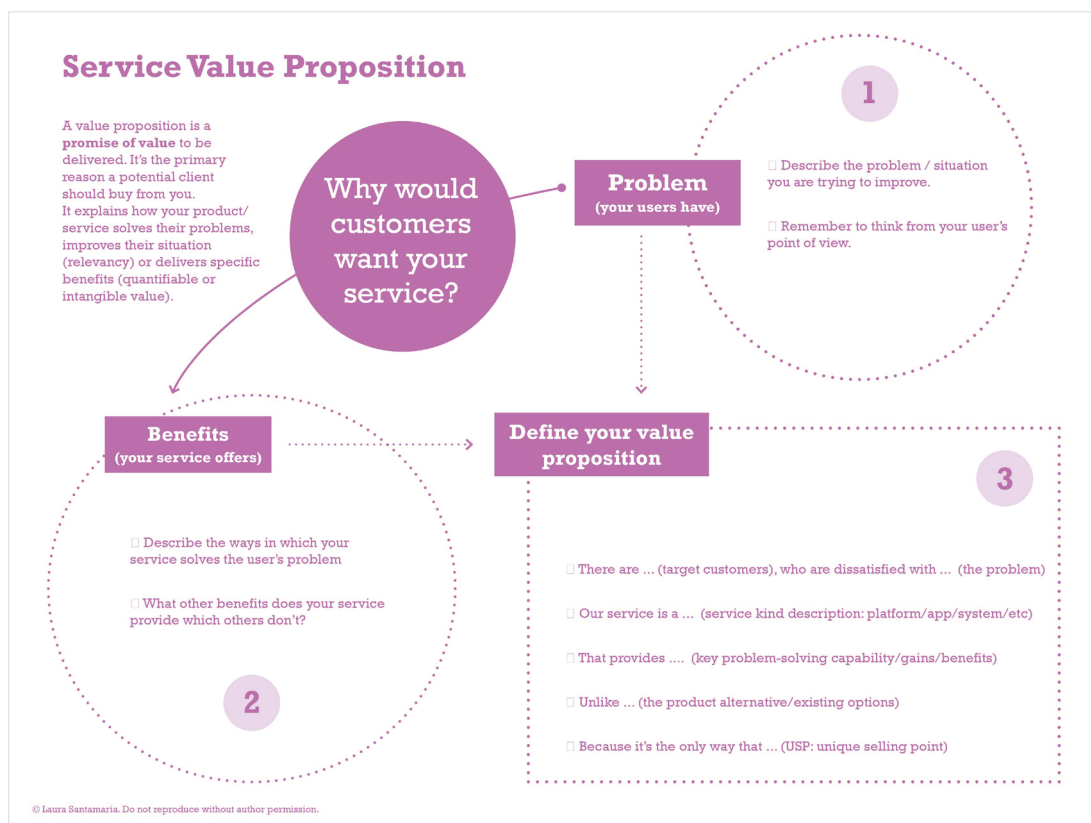 Service Value Proposition
A value proposition is a
promise of value to be
delivered. It's the primary
reason a potential client
should buy from you.
It explains how your product/
service solves their problems,
improves their situation
(relevancy) or delivers specific
benefits (quantifiable or
intangible value).
Why would
customers
want your
service?
Problem
(your users have)
1
□ Describe the problem / situation
you are trying to improve.
□ Remember to think from your user's
point of view.
Benefits
(your service offers)
□ Describe the ways in which your
service solves the user's problem
□ What other benefits does your service
provide which others don't?
2
Define your value
proposition
3
□ There are ... (target customers), who are dissatisfied with ... (the problem)
□ Our service is a ... (service kind description: platform/app/system/etc)
□ That provides .... (key problem-solving capability/gains/benefits)
□ Unlike ... (the product alternative/existing options)
□ Because it's the only way that ... (USP: unique selling point)
© Laura Santamaria. Do not reproduce without author permission.